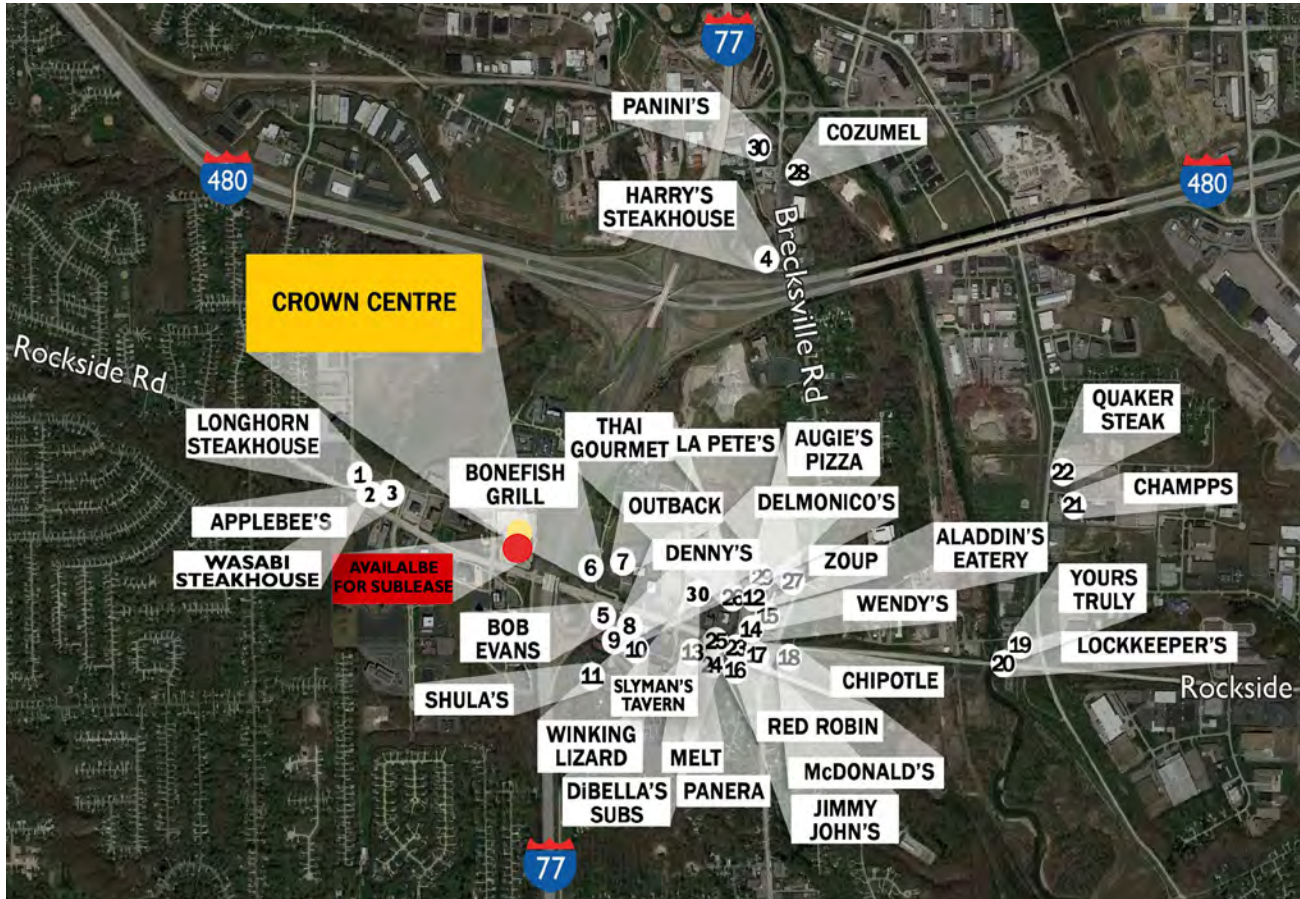 77
PANINI'S
30
COZUMEL
28
480
480
HARRY'S
STEAKHOUSE
4
Brecksville Rd
CROWN CENTRE
Rockside Rd
LONGHORN
STEAKHOUSE
THAI
GOURMET
LA PETE'S
AUGIE'S
PIZZA
QUAKER
STEAK
1
2
3
BONEFISH
GRILL
22
21
CHAMPPS
APPLEBEE'S
OUTBACK
DELMONICO'S
WASABI
STEAKHOUSE
AVAILALBE
FOR SUBLEASE
DENNY'S
ZOUP
ALADDIN'S
EATERY
6
7
29
27
YOURS
TRULY
30
26
12
WENDY'S
5
8
15
BOB
EVANS
9
14
10
25
23
13
17
18
19
20
LOCKKEEPER'S
11
24
16
CHIPOTLE
Rockside
SHULA'S
SLYMAN'S
TAVERN
RED ROBIN
WINKING
LIZARD
MELT
McDONALD'S
DiBELLA'S
SUBS
PANERA
JIMMY
JOHN'S
77